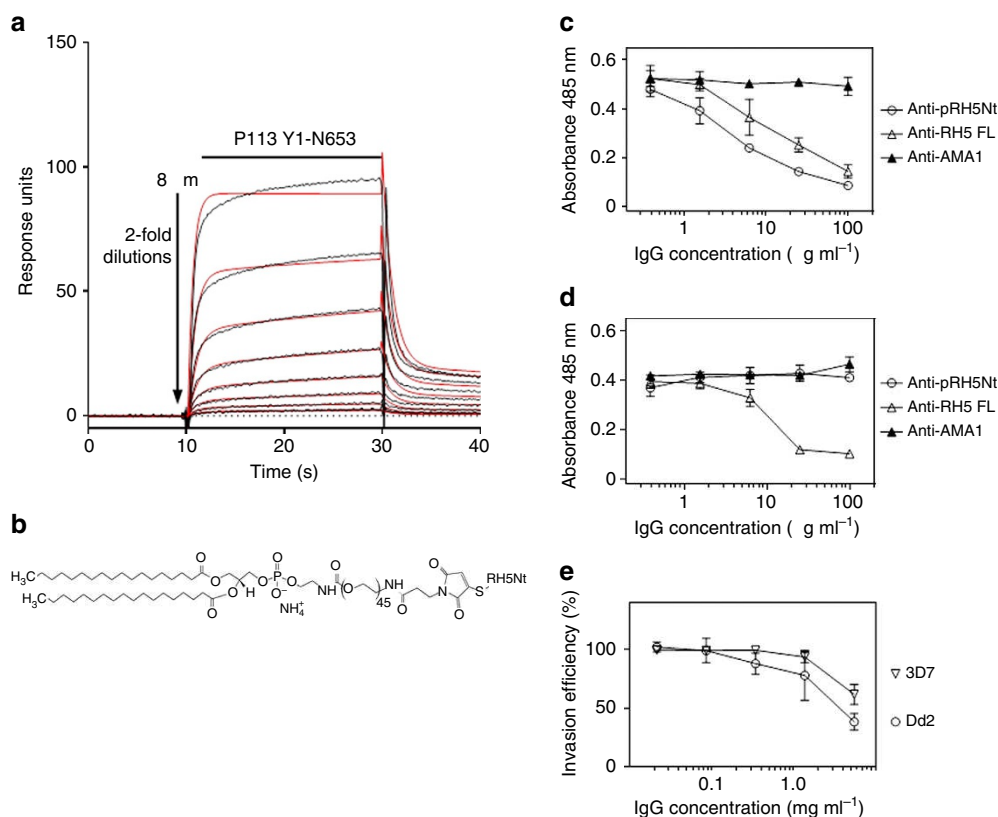 a
150
100
50
0
Response units
P113 Y1-N653
8 m
2-fold
dilutions
0
10
20
30
40
Time (s)
b
H3C
H3C
O
O
O
O
H
O
O
P
O
O−
NH4+
O
NH
O
O
45
NH
O
O
N
O
S
RH5Nt
c
0.6
0.4
0.2
0
Absorbance 485 nm
1
10
100
IgG concentration ( g ml−1)
Anti-pRH5Nt
Anti-RH5 FL
Anti-AMA1
d
0.6
0.4
0.2
0
Absorbance 485 nm
1
10
100
IgG concentration ( g ml−1)
Anti-pRH5Nt
Anti-RH5 FL
Anti-AMA1
e
100
50
0
Invasion efficiency (%)
0.1
1.0
IgG concentration (mg ml−1)
3D7
Dd2